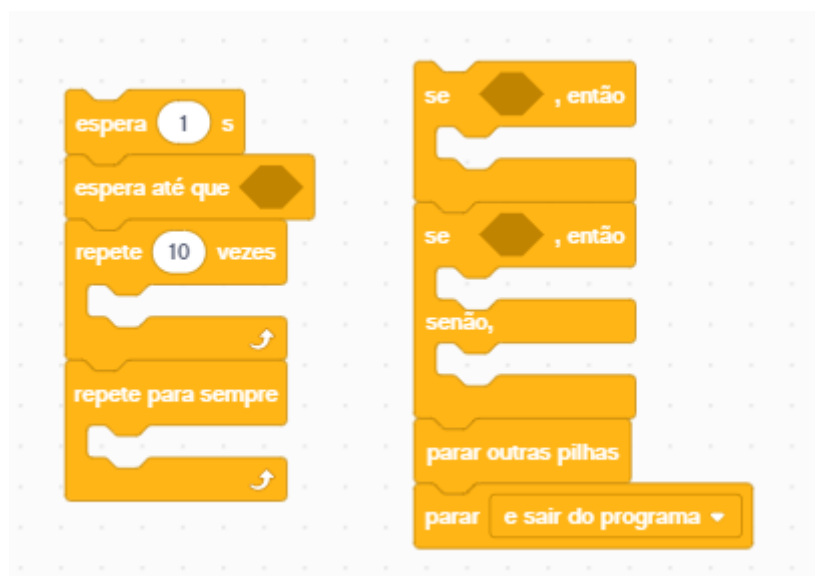 espera 1 s
espera até que
repete 10 vezes
repete para sempre
se , então
se , então
senão,
parar outras pilhas
parar e sair do programa